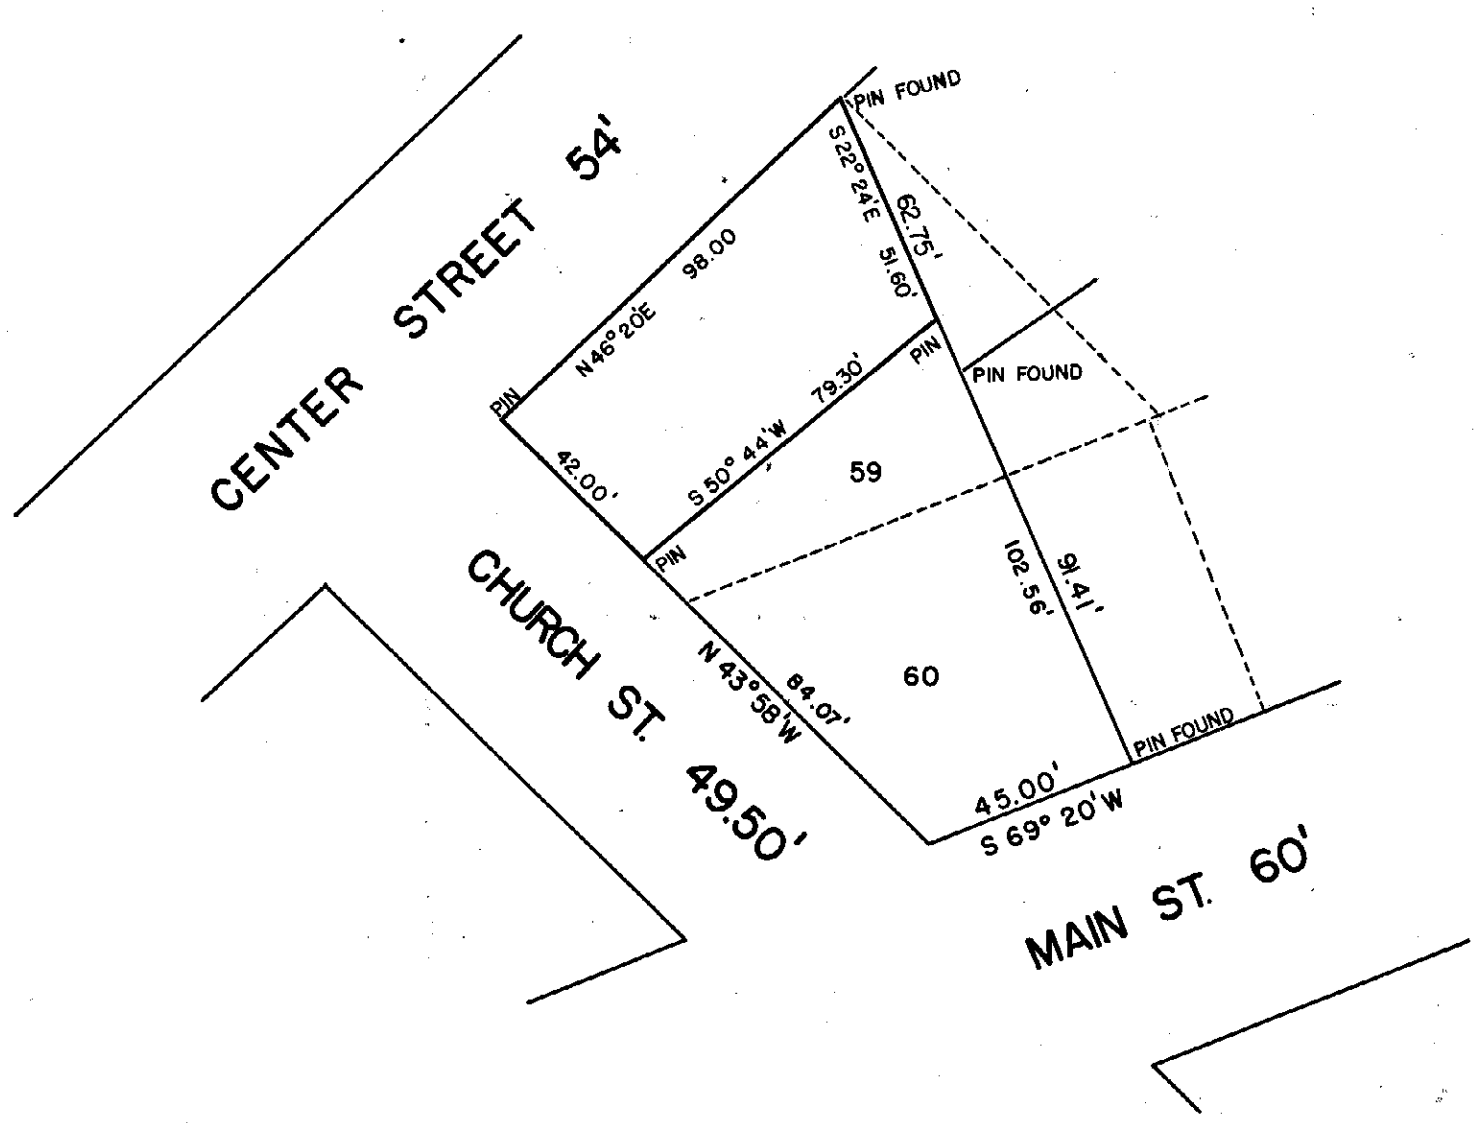 PIN FOUND
CENTER STREET 54'
S 22° 24' E 51.60'
62.75'
N 46° 20' E 98.00
PIN
PIN
PIN FOUND
S 50° 44' W 79.30'
42.00'
59
PIN
CHURCH ST. 49.50'
N 43° 58' W
84.07'
102.56'
91.41'
60
PIN FOUND
45.00'
S 69° 20' W
MAIN ST. 60'